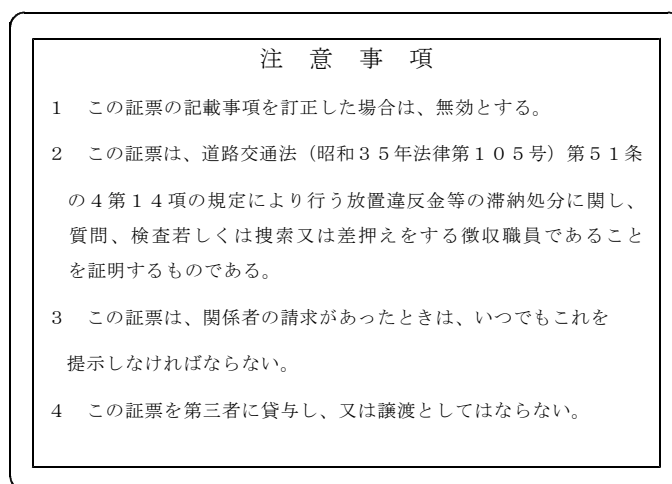 注　意　事　項
１　この証票の記載事項を訂正した場合は、無効とする。
２　この証票は、道路交通法（昭和３５年法律第１０５号）第５１条
の４第１４項の規定により行う放置違反金等の滞納処分に関し、
質問、検査若しくは捜索又は差押えをする徴収職員であること
を証明するものである。
３　この証票は、関係者の請求があったときは、いつでもこれを
提示しなければならない。
４　この証票を第三者に貸与し、又は譲渡としてはならない。